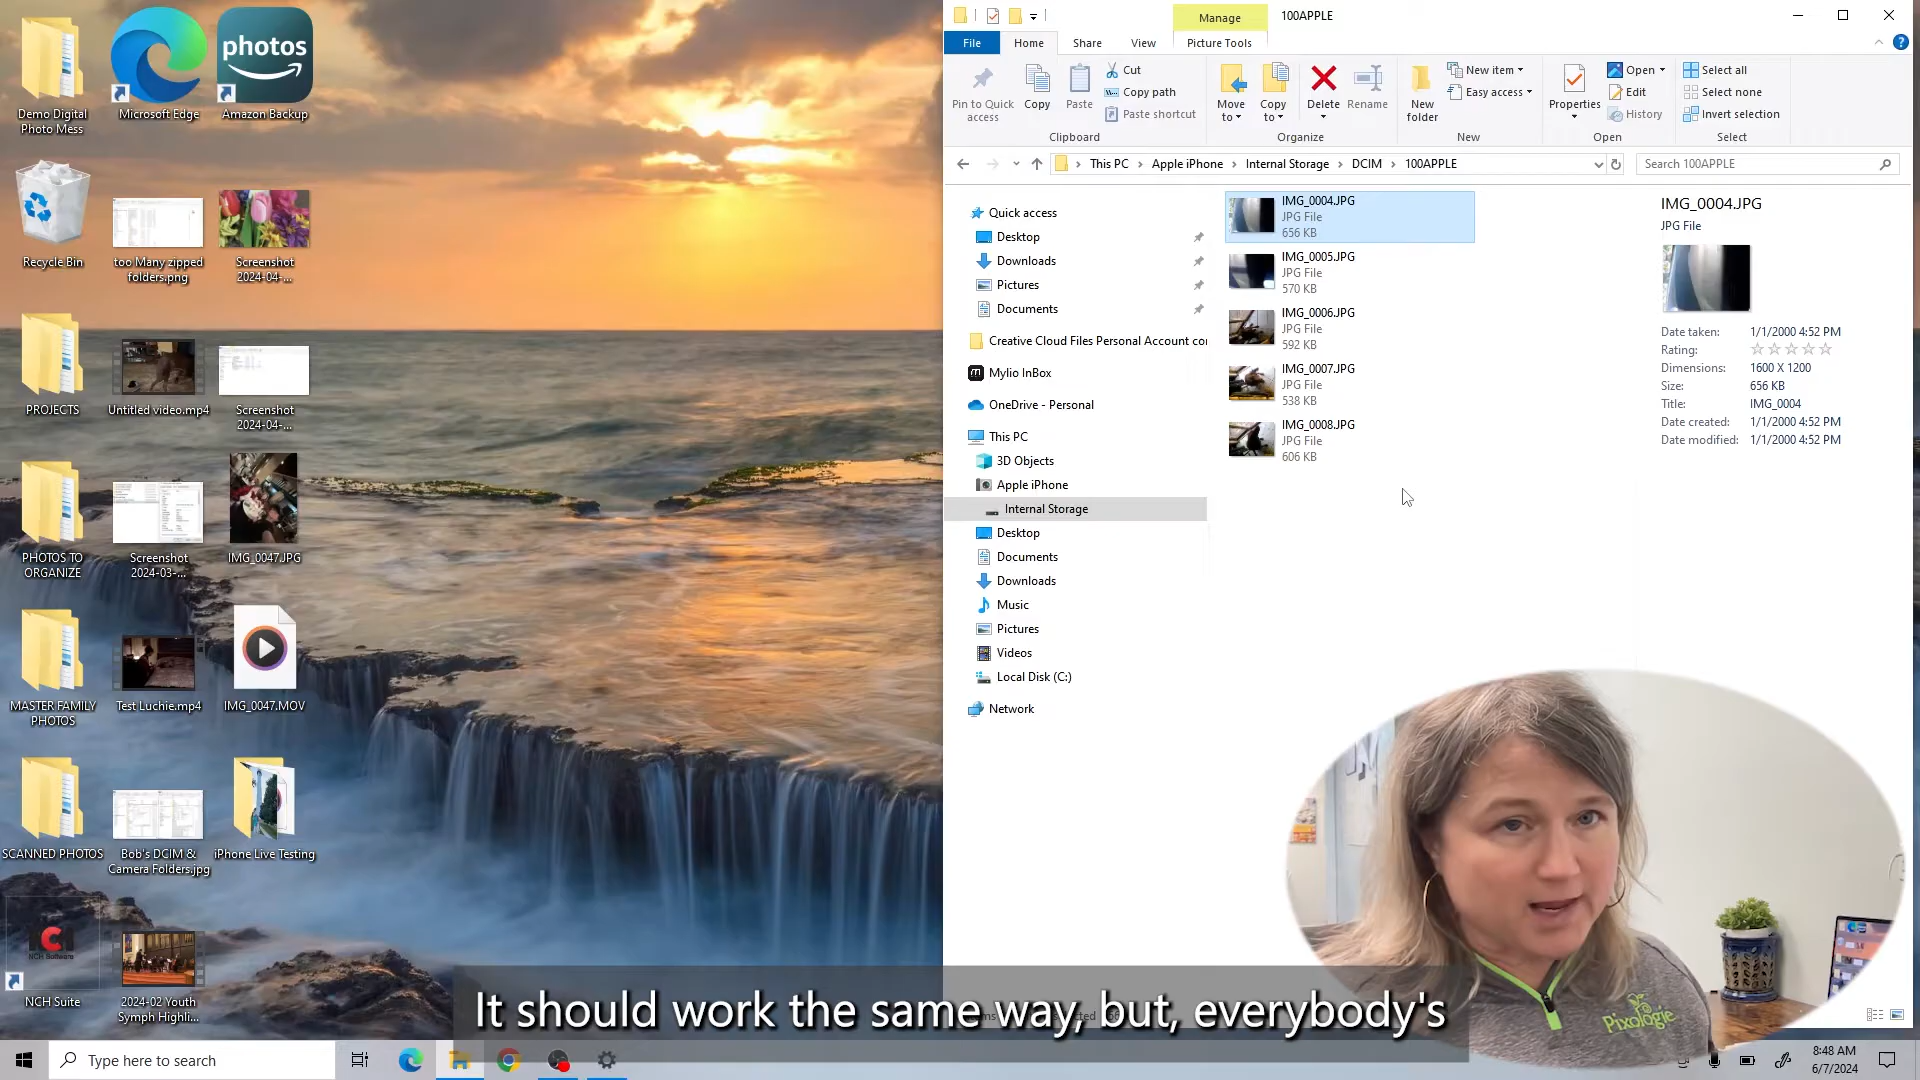 Demo Digital
Photo Mess
Microsoft Edge
photos
Amazon Backup
Recycle Bin
too Many zipped
folders.png
Screenshot
2024-04-...
PROJECTS
Untitled video.mp4
Screenshot
2024-04-...
PHOTOS TO
ORGANIZE
Screenshot
2024-03-...
IMG_0047.JPG
MASTER FAMILY
PHOTOS
Test Luchie.mp4
IMG_0047.MOV
SCANNED PHOTOS
Bob's DCIM &
Camera Folders.jpg
iPhone Live Testing
NCH Software
NCH Suite
2024-02 Youth
Symph Highli...
Manage
100APPLE
File
Home
Share
View
Picture Tools
Pin to Quick
access
Copy
Paste
Cut
Copy path
Paste shortcut
Clipboard
Move
to
Copy
to
Delete
Rename
Organize
New
folder
New item
Easy access
New
Properties
Open
Edit
History
Open
Select all
Select none
Invert selection
Select
This PC > Apple iPhone > Internal Storage > DCIM > 100APPLE
Search 100APPLE
Quick access
Desktop
Downloads
Pictures
Documents
Creative Cloud Files Personal Account co
Mylio InBox
OneDrive - Personal
This PC
3D Objects
Apple iPhone
Internal Storage
Desktop
Documents
Downloads
Music
Pictures
Videos
Local Disk (C:)
Network
IMG_0004.JPG
JPG File
656 KB
IMG_0005.JPG
JPG File
570 KB
IMG_0006.JPG
JPG File
592 KB
IMG_0007.JPG
JPG File
538 KB
IMG_0008.JPG
JPG File
606 KB
IMG_0004.JPG
JPG File
Date taken: 1/1/2000 4:52 PM
Rating:
Dimensions: 1600 X 1200
Size: 656 KB
Title: IMG_0004
Date created: 1/1/2000 4:52 PM
Date modified: 1/1/2000 4:52 PM
Pixologie
It should work the same way, but, everybody's
Type here to search
8:48 AM
6/7/2024